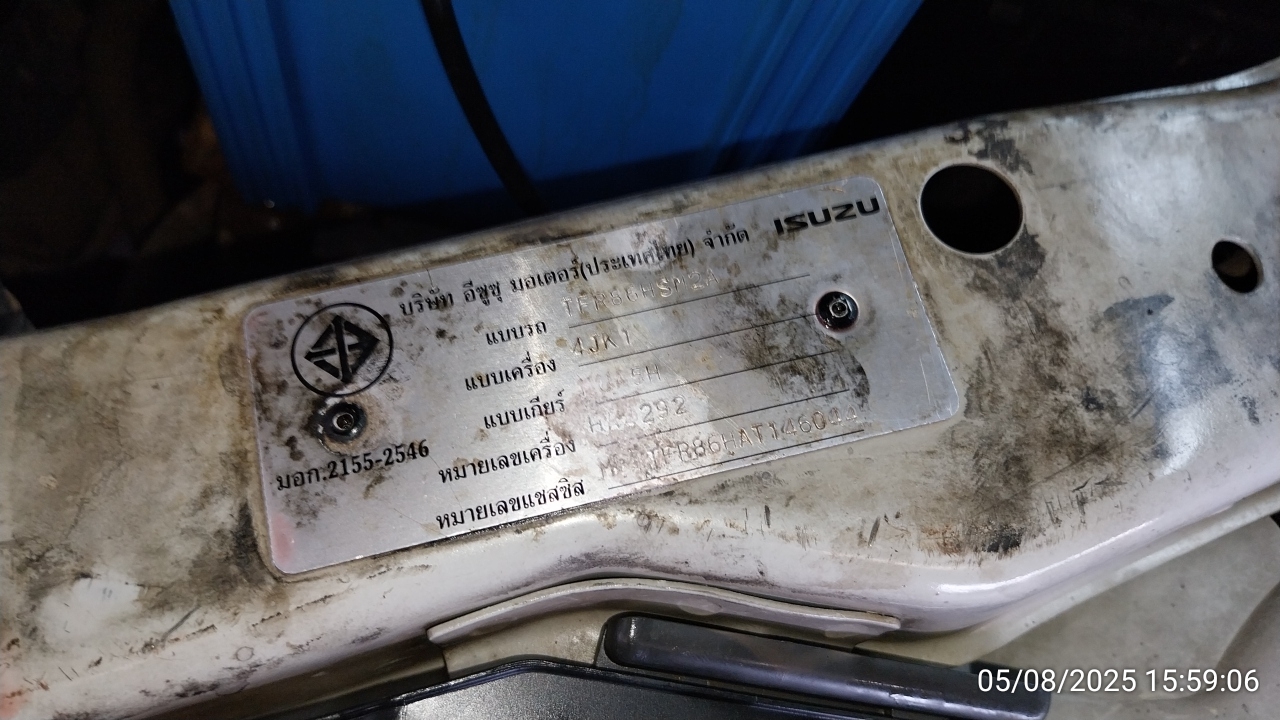 ISUZU
บริษัท อีซูซุ มอเตอร์(ประเทศไทย) จำกัด
แบบรถ
แบบเครื่อง 4JK1
แบบเกียร์
หมายเลขเครื่อง
หมายเลขแชสซิส
มอก.2155-2546
05/08/2025 15:59:06